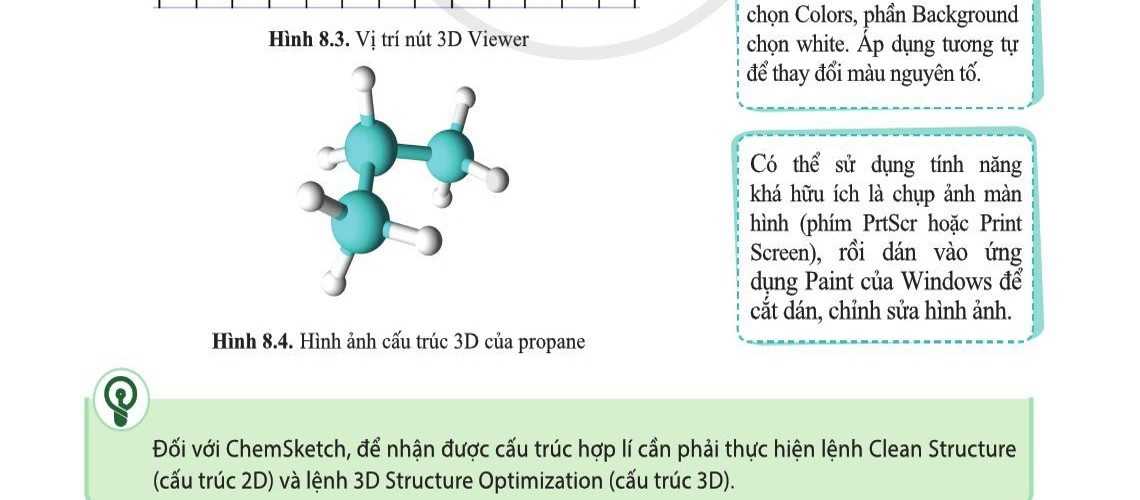 Hình 8.3. Vị trí nút 3D Viewer
chọn Colors, phần Background
chọn white. Áp dụng tương tự
để thay đổi màu nguyên tố.
Có thể sử dụng tính năng
khá hữu ích là chụp ảnh màn
hình (phím PrtScr hoặc Print
Screen), rồi dán vào ứng
dụng Paint của Windows để
cắt dán, chỉnh sửa hình ảnh.
Hình 8.4. Hình ảnh cấu trúc 3D của propane
Đối với ChemSketch, để nhận được cấu trúc hợp lí cần phải thực hiện lệnh Clean Structure
(cấu trúc 2D) và lệnh 3D Structure Optimization (cấu trúc 3D).